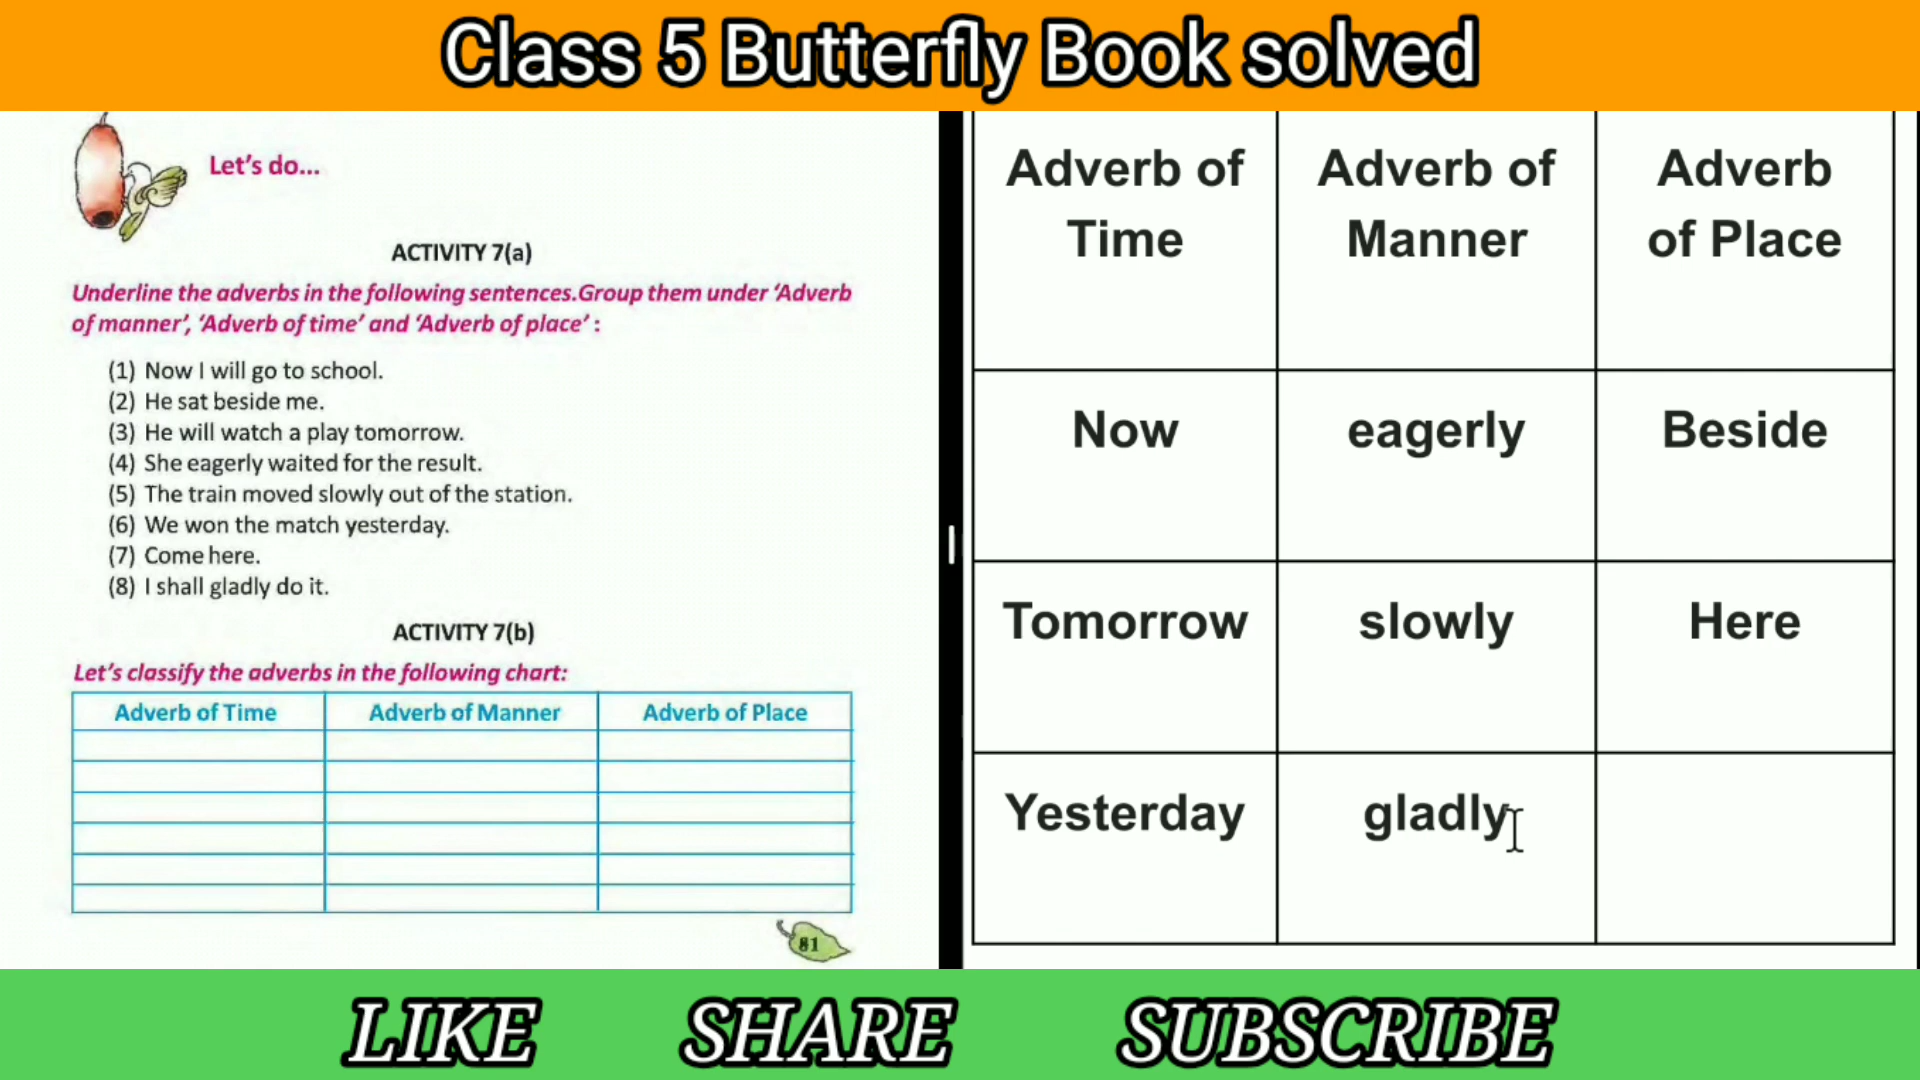 Class 5 Butterfly Book solved
Let's do...
ACTIVITY 7(a)
Underline the adverbs in the following sentences.Group them under 'Adverb
of manner', 'Adverb of time' and 'Adverb of place' :
(1) Now I will go to school.
(2) He sat beside me.
(3) He will watch a play tomorrow.
(4) She eagerly waited for the result.
(5) The train moved slowly out of the station.
(6) We won the match yesterday.
(7) Come here.
(8) I shall gladly do it.
ACTIVITY 7(b)
Let's classify the adverbs in the following chart:
Adverb of Time Adverb of Manner Adverb of Place
81
Adverb of Time Adverb of Manner Adverb of Place
Now eagerly Beside
Tomorrow slowly Here
Yesterday gladly
LIKE SHARE SUBSCRIBE